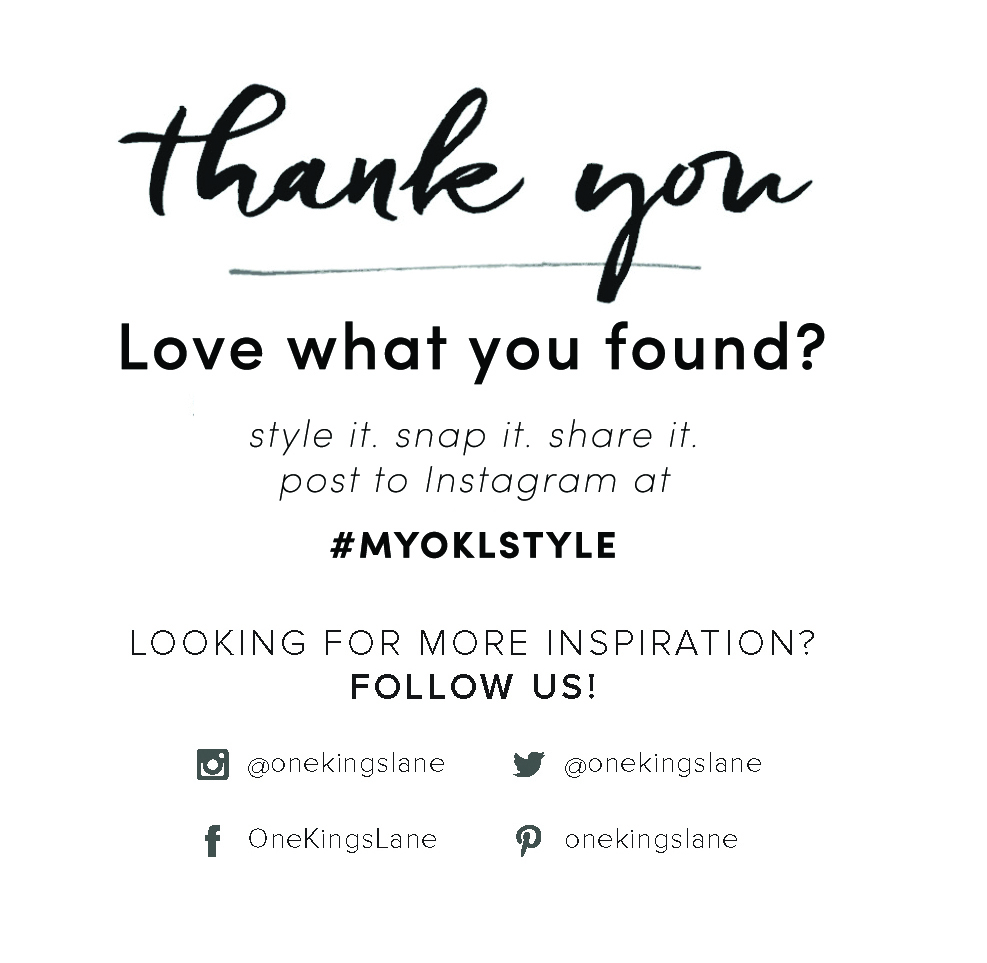 thank you
Love what you found?
style it. snap it. share it.
post to Instagram at
#MYOKLSTYLE
LOOKING FOR MORE INSPIRATION?
FOLLOW US!
@onekingslane @onekingslane
OneKingsLane onekingslane